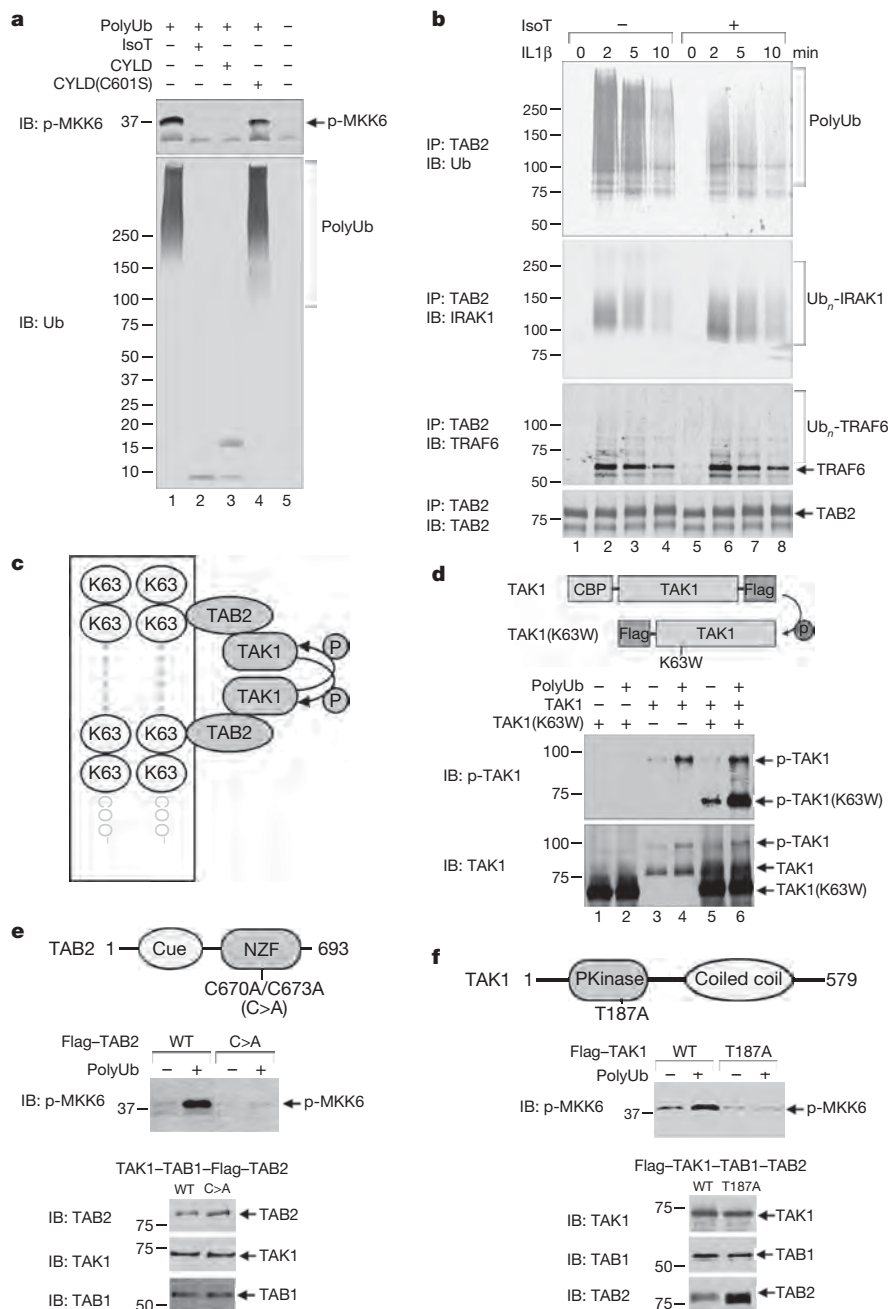 a
PolyUb + + + + –
IsoT – + – – –
CYLD – – + – –
CYLD(C601S) – – – + –
IB: p-MKK6
37
p-MKK6
PolyUb
250
150
100
IB: Ub
75
50
37
25
20
15
10
1 2 3 4 5
b
IsoT – +
IL1β 0 2 5 10 0 2 5 10 min
250
PolyUb
150
IP: TAB2
IB: Ub
100
75
50
250
150
IP: TAB2
IB: IRAK1
Ubn-IRAK1
100
75
100
Ubn-TRAF6
IP: TAB2
IB: TRAF6
75
TRAF6
50
IP: TAB2
IB: TAB2
75
TAB2
1 2 3 4 5 6 7 8
c
K63 K63
K63 K63
TAB2
TAK1
P
TAK1
P
K63 K63
TAB2
K63 K63
d
TAK1 CBP TAK1 Flag
TAK1(K63W) Flag TAK1
p
K63W
PolyUb – + – + – +
TAK1 – – + + + +
TAK1(K63W) + + – – + +
IB: p-TAK1
100
p-TAK1
75
p-TAK1(K63W)
100
p-TAK1
IB: TAK1
TAK1
75
TAK1(K63W)
1 2 3 4 5 6
e
TAB2 1 Cue NZF 693
C670A/C673A
(C>A)
Flag–TAB2 WT C>A
PolyUb – + – +
IB: p-MKK6
37
p-MKK6
TAK1–TAB1–Flag–TAB2
WT C>A
IB: TAB2
TAB2
75
75
IB: TAK1
TAK1
IB: TAB1
TAB1
50
f
TAK1 1 PKinase Coiled coil 579
T187A
Flag–TAK1 WT T187A
PolyUb – + – +
IB: p-MKK6
37
p-MKK6
Flag–TAK1–TAB1–TAB2
WT T187A
75
IB: TAK1
TAK1
IB: TAB1
TAB1
50
IB: TAB2
TAB2
75